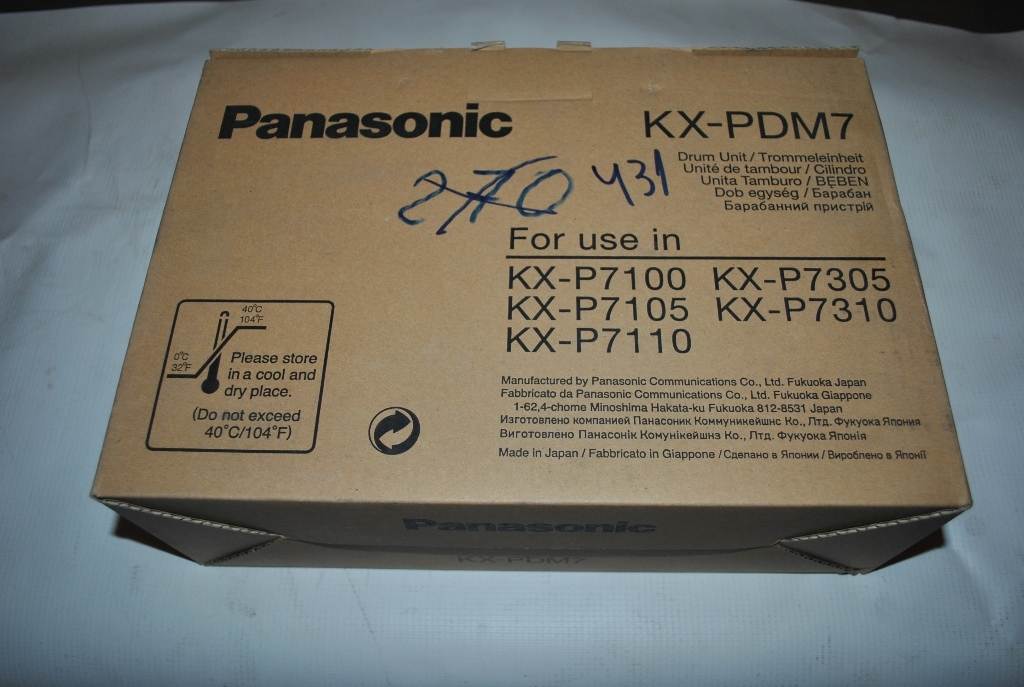 Panasonic
KX-PDM7
Drum Unit / Trommeleinheit
Unité de tambour / Cilindro
Unita Tamburo / BĘBEN
Dob egység / Барабан
Барабанний пристрій
270 431
For use in
KX-P7100 KX-P7305
KX-P7105 KX-P7310
KX-P7110
40°C
104°F
0°C
32°F
Please store
in a cool and
dry place.
(Do not exceed
40°C/104°F)
Manufactured by Panasonic Communications Co., Ltd. Fukuoka Japan
Fabbricato da Panasonic Communications Co., Ltd. Fukuoka Giappone
1-62,4-chome Minoshima Hakata-ku Fukuoka 812-8531 Japan
Изготовлено компанией Панасоник Коммуникейшнс Ко., Лтд. Фукуока Япония
Виготовлено Панасонік Комунікейшнз Ко., Лтд. Фукуока Японія
Made in Japan / Fabbricato in Giappone / Сделано в Японии / Вироблено в Японії
Panasonic
KX-PDM7